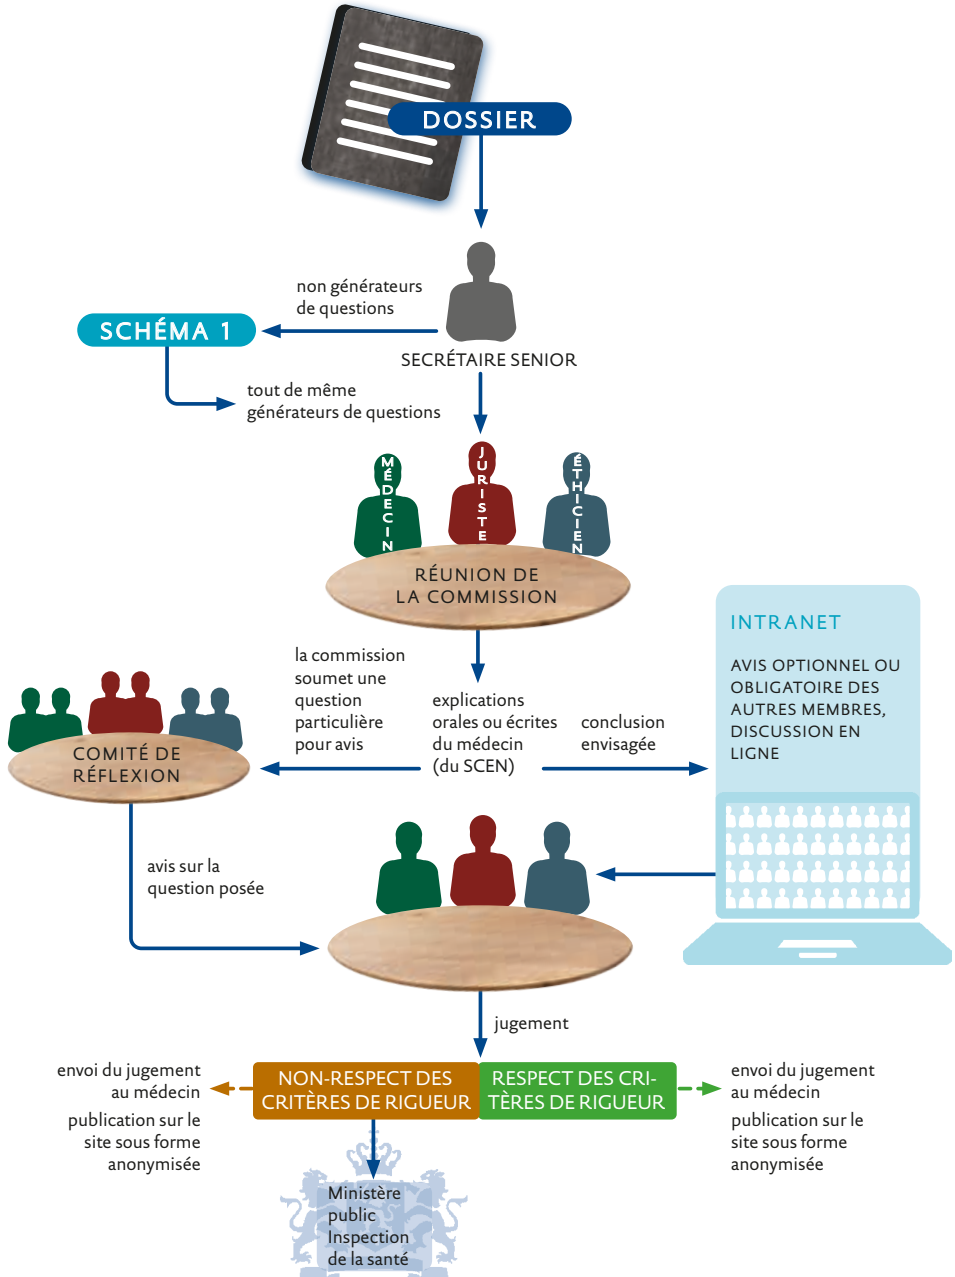 DOSSIER
non générateurs
de questions
SCHÉMA 1
SECRÉTAIRE SENIOR
tout de même
générateurs de questions
MÉDECIN
JURISTE
ÉTHICIEN
RÉUNION DE
LA COMMISSION
INTRANET
AVIS OPTIONNEL OU
OBLIGATOIRE DES
AUTRES MEMBRES,
DISCUSSION EN
LIGNE
la commission
soumet une
question
particulière
pour avis
explications
orales ou écrites
du médecin
(du SCEN)
conclusion
envisagée
COMITÉ DE
RÉFLEXION
avis sur la
question posée
jugement
envoi du jugement
au médecin
publication sur le
site sous forme
anonymisée
NON-RESPECT DES
CRITÈRES DE RIGUEUR
RESPECT DES CRI-
TÈRES DE RIGUEUR
envoi du jugement
au médecin
publication sur le
site sous forme
anonymisée
Ministère
public
Inspection
de la santé